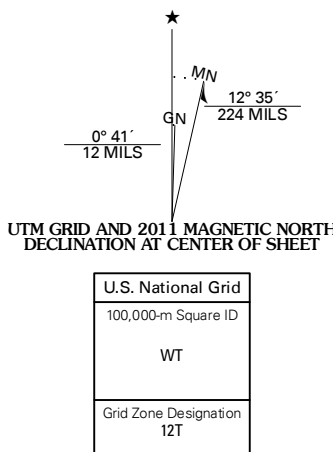 ★
MN
GN
12° 35´
224 MILS
0° 41´
12 MILS
UTM GRID AND 2011 MAGNETIC NORTH
DECLINATION AT CENTER OF SHEET
U.S. National Grid
100,000-m Square ID
WT
Grid Zone Designation
12T